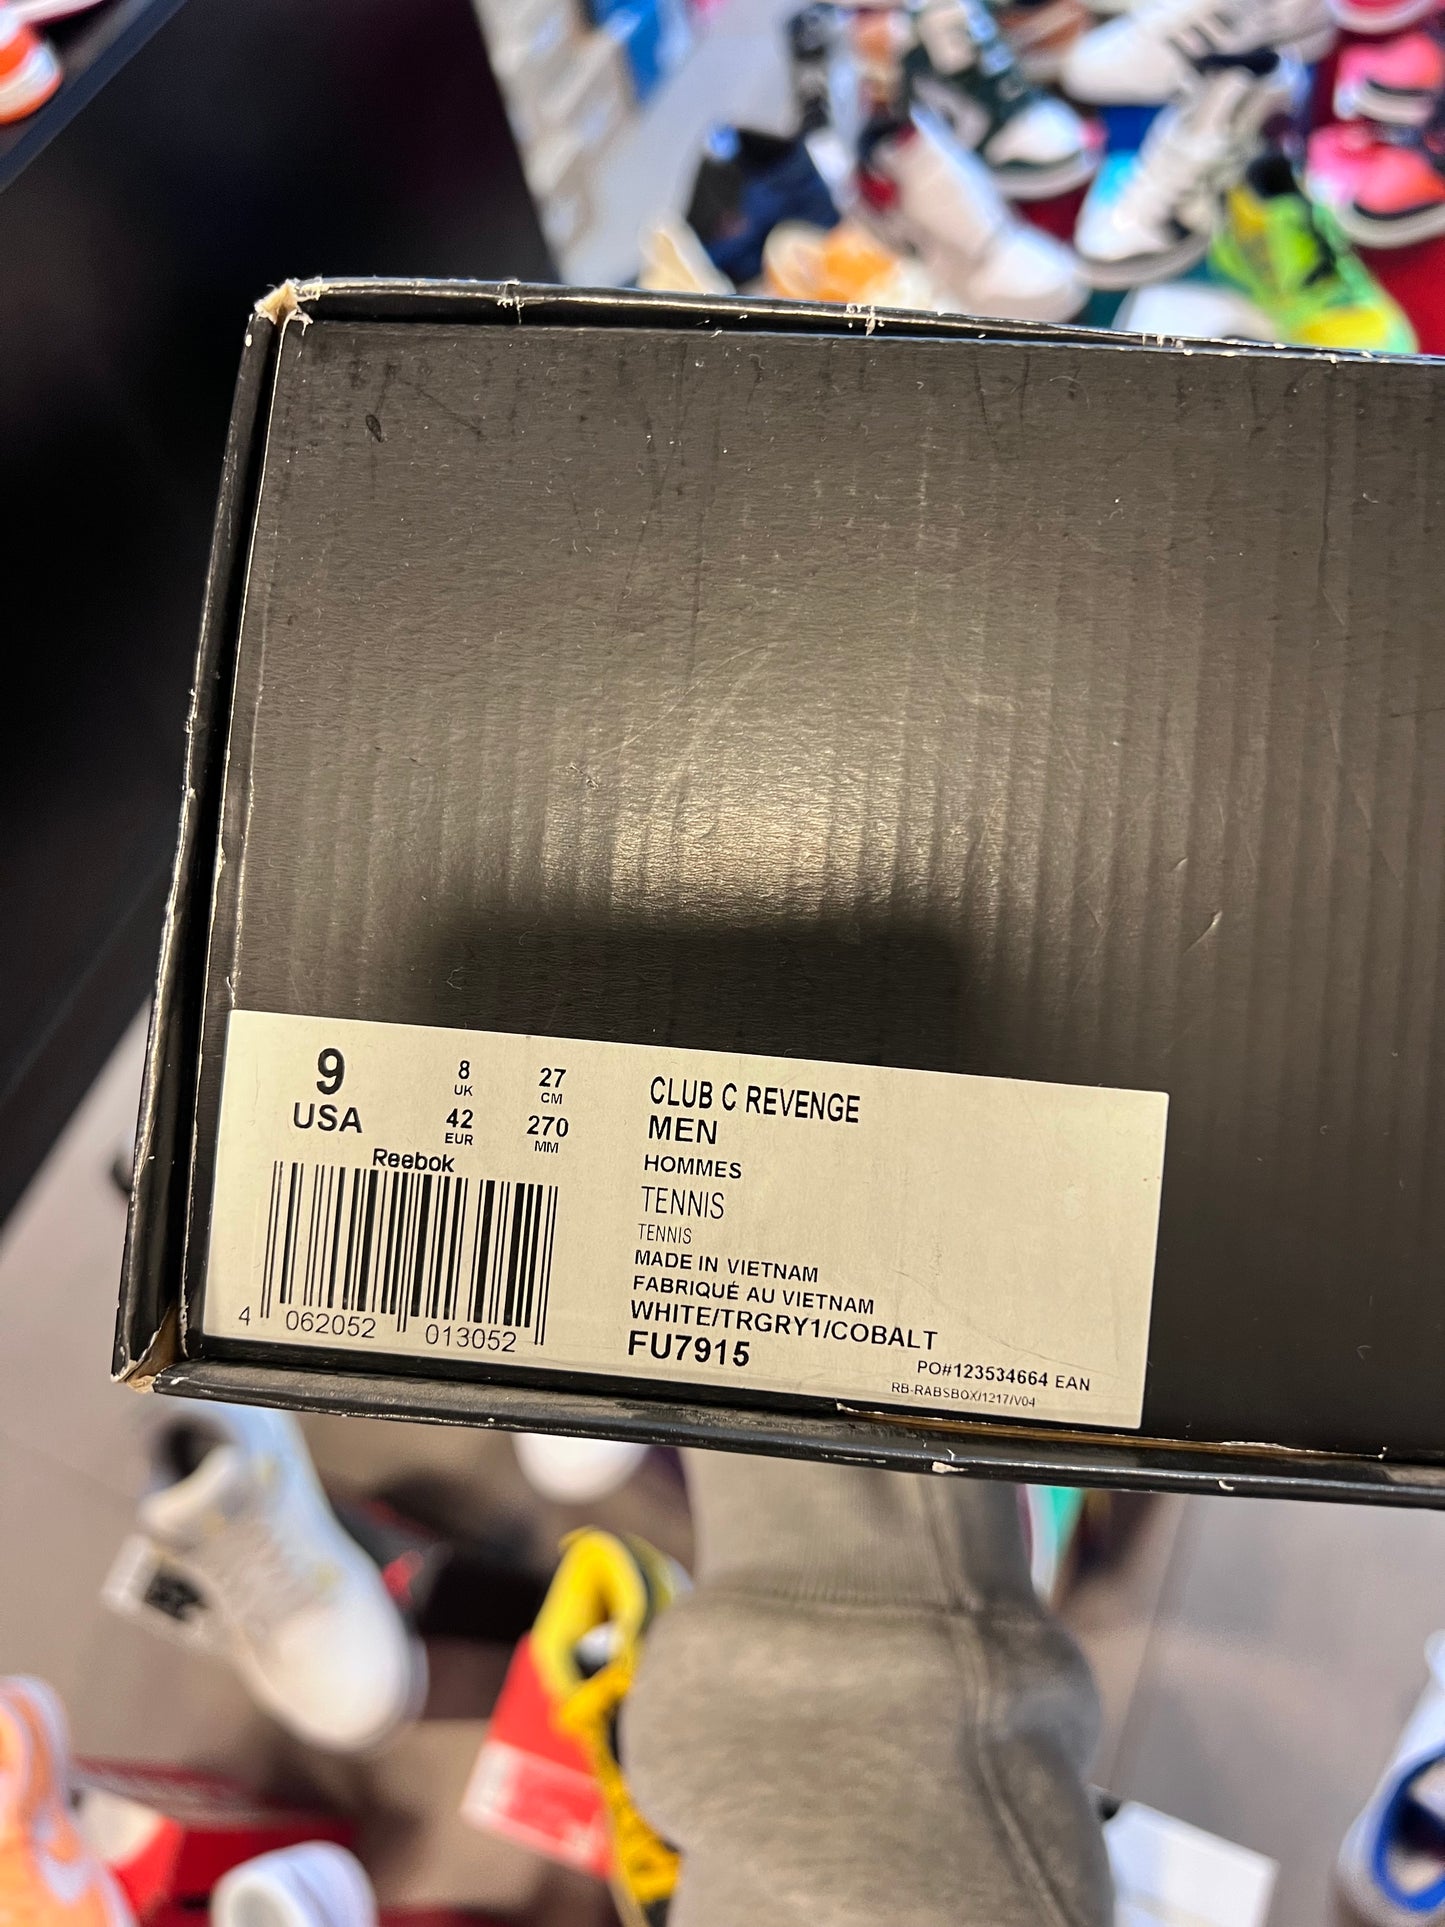 9
USA
8
UK
27
CM
42
EUR
270
MM
Reebok
4 062052 013052
CLUB C REVENGE
MEN
HOMMES
TENNIS
TENNIS
MADE IN VIETNAM
FABRIQUÉ AU VIETNAM
WHITE/TRGRY1/COBALT
FU7915
PO#123534664 EAN
RB-RABSBOX/1217/V04